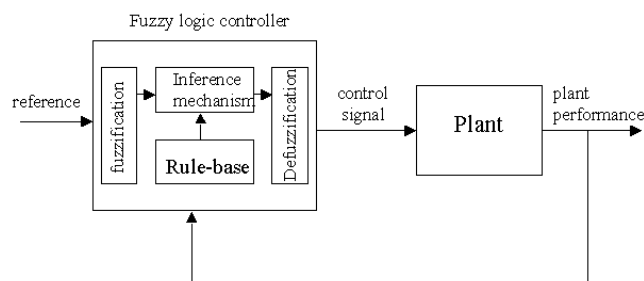 Fuzzy logic controller
reference
fuzzification
Inference
mechanism
Rule-base
Defuzzification
control
signal
Plant
plant
performance